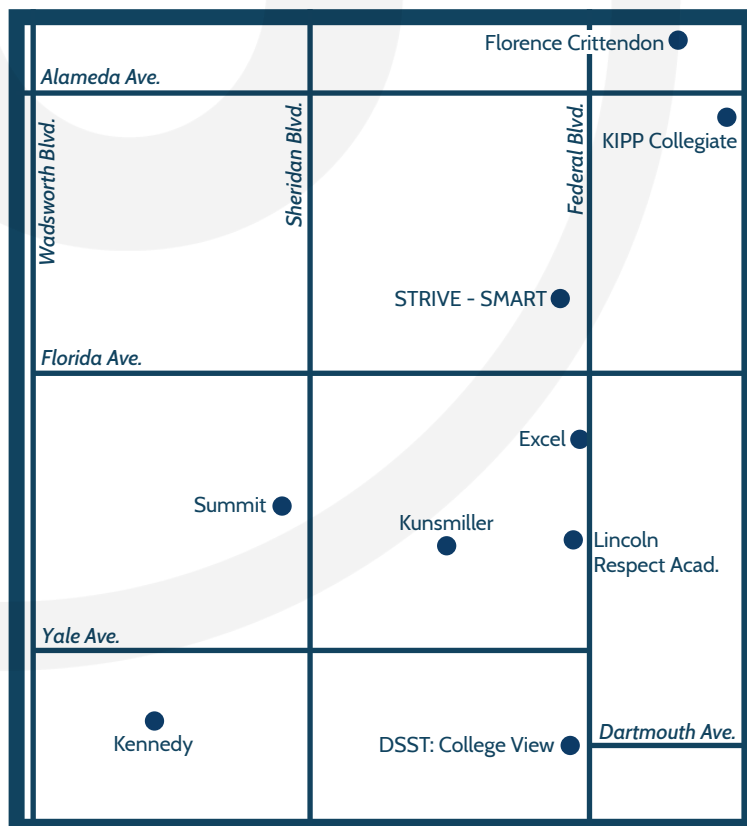 Florence Crittendon
Alameda Ave.
Wadsworth Blvd.
Sheridan Blvd.
Federal Blvd.
KIPP Collegiate
STRIVE - SMART
Florida Ave.
Excel
Summit
Kunsmiller
Lincoln
Respect Acad.
Yale Ave.
Kennedy
DSST: College View
Dartmouth Ave.